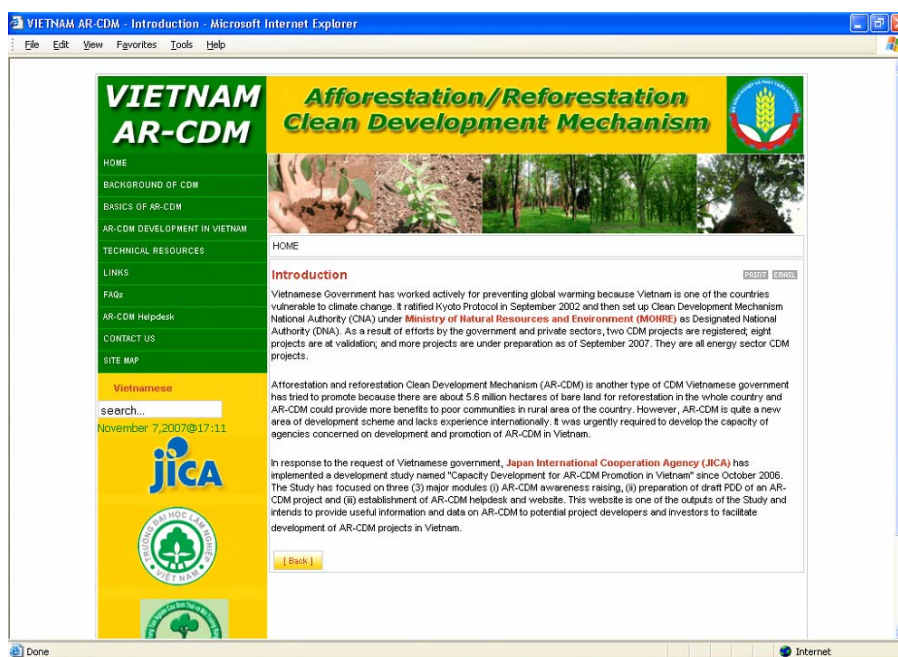 VIETNAM AR-CDM - Introduction - Microsoft Internet Explorer
File Edit View Favorites Tools Help
VIETNAM
AR-CDM
Afforestation/Reforestation
Clean Development Mechanism
HOME
BACKGROUND OF CDM
BASICS OF AR-CDM
AR-CDM DEVELOPMENT IN VIETNAM
TECHNICAL RESOURCES
LINKS
FAQs
AR-CDM Helpdesk
CONTACT US
SITE MAP
Vietnamese
search...
November 7,2007@17:11
JICA
TRƯỜNG ĐẠI HỌC LÂM NGHIỆP
VIỆT NAM
HOME
Introduction
PRINT EMAIL
Vietnamese Government has worked actively for preventing global warming because Vietnam is one of the countries
vulnerable to climate change. It ratified Kyoto Protocol in September 2002 and then set up Clean Development Mechanism
National Authority (CNA) under Ministry of Natural Resources and Environment (MONRE) as Designated National
Authority (DNA). As a result of efforts by the government and private sectors, two CDM projects are registered; eight
projects are at validation; and more projects are under preparation as of September 2007. They are all energy sector CDM
projects.
Afforestation and reforestation Clean Development Mechanism (AR-CDM) is another type of CDM Vietnamese government
has tried to promote because there are about 5.6 million hectares of bare land for reforestation in the whole country and
AR-CDM could provide more benefits to poor communities in rural area of the country. However, AR-CDM is quite a new
area of development scheme and lacks experience internationally. It was urgently required to develop the capacity of
agencies concerned on development and promotion of AR-CDM in Vietnam.
In response to the request of Vietnamese government, Japan International Cooperation Agency (JICA) has
implemented a development study named "Capacity Development for AR-CDM Promotion in Vietnam" since October 2006.
The Study has focused on three (3) major modules (i) AR-CDM awareness raising, (ii) preparation of draft PDD of an AR-
CDM project and (iii) establishment of AR-CDM helpdesk and website. This website is one of the outputs of the Study and
intends to provide useful information and data on AR-CDM to potential project developers and investors to facilitate
development of AR-CDM projects in Vietnam.
[ Back ]
Done
Internet